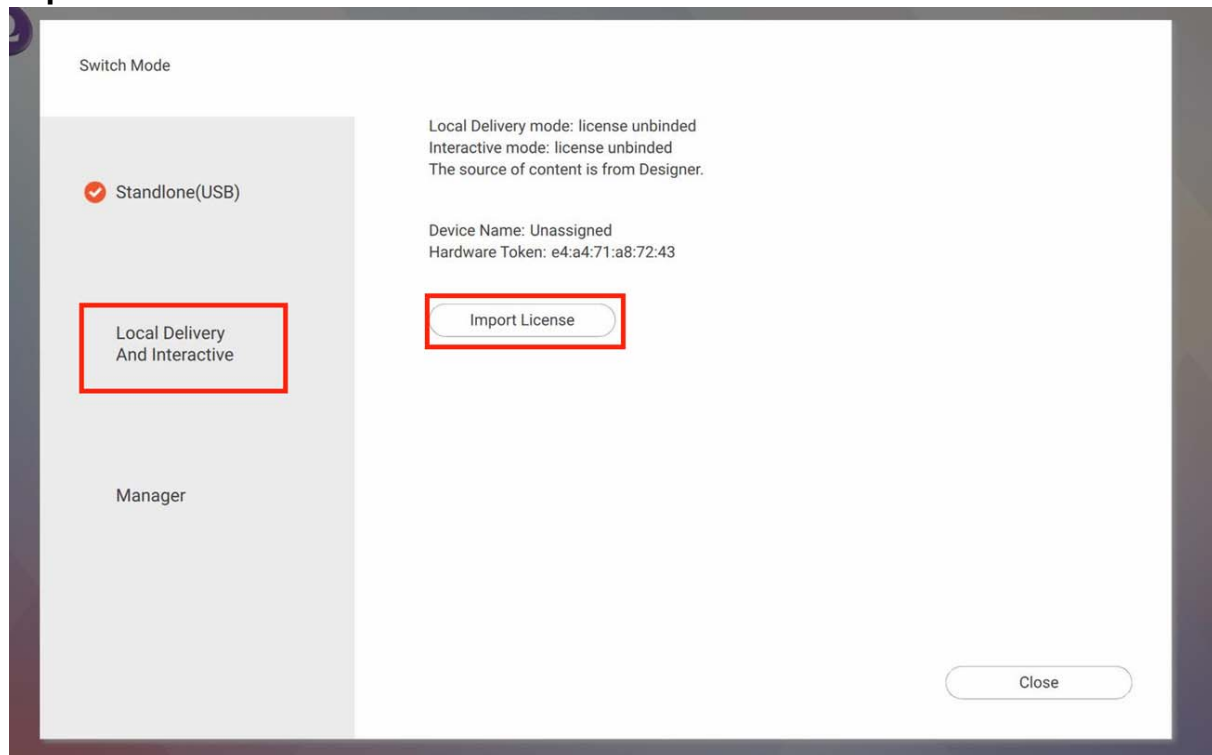 Switch Mode
Local Delivery mode: license unbinded
Interactive mode: license unbinded
The source of content is from Designer.
Standlone(USB)
Device Name: Unassigned
Hardware Token: e4:a4:71:a8:72:43
Import License
Local Delivery
And Interactive
Manager
Close